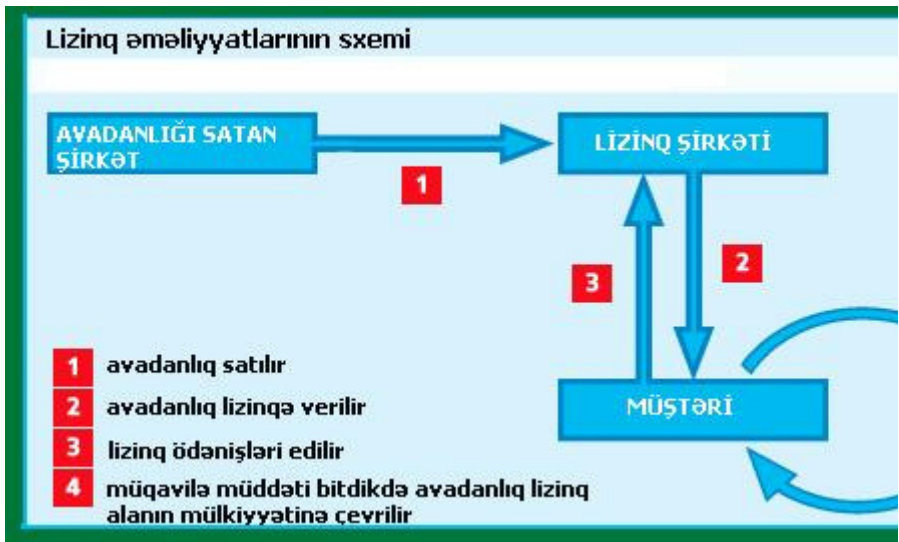 Lizinq əməliyyatlarının sxemi
AVADANLIĞI SATAN
ŞİRKƏT
LİZİNQ ŞİRKƏTİ
1
2
3
MÜŞTƏRİ
1 avadanlıq satılır
2 avadanlıq lizinqə verilir
3 lizinq ödənişləri edilir
4 müqavilə müddəti bitdikdə avadanlıq lizinq
alanın mülkiyyətinə çevrilir